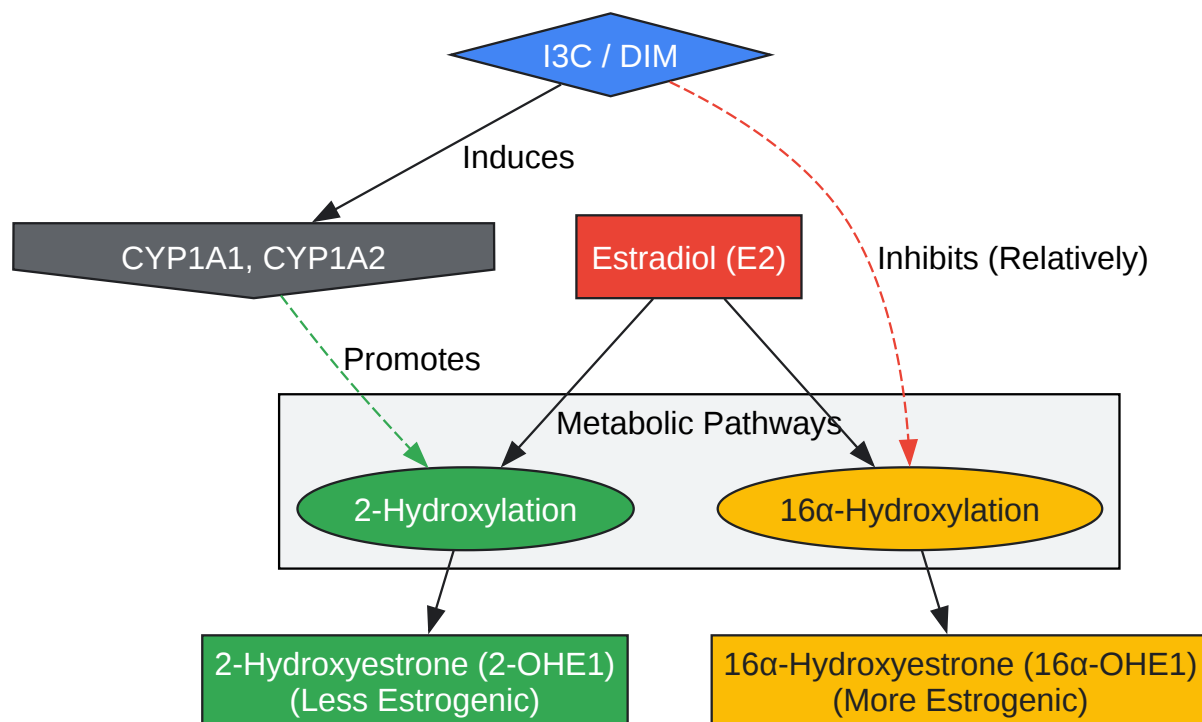 I3C / DIM
Induces
CYP1A1, CYP1A2
Estradiol (E2)
Inhibits (Relatively)
Promotes
Metabolic Pathways
2-Hydroxylation
16α-Hydroxylation
2-Hydroxyestrone (2-OHE1)
(Less Estrogenic)
16α-Hydroxyestrone (16α-OHE1)
(More Estrogenic)